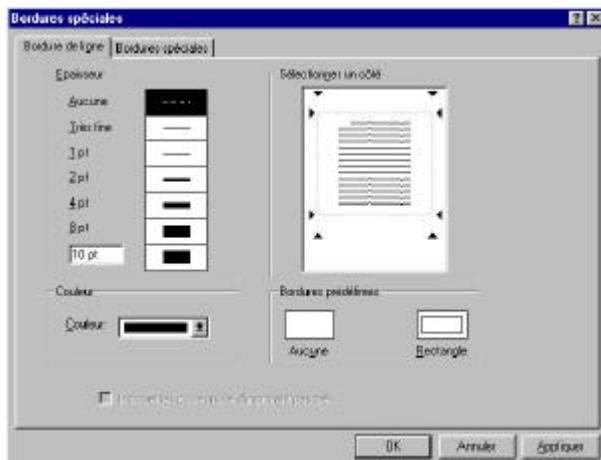 Bordures spéciales
Bordure de ligne
Bordures spéciales
Epaisseur
Aucune
Très fine
1 pt
2 pt
4 pt
8 pt
10 pt
Sélectionner un côté
Couleur
Couleur:
Bordures prédéfinies
Aucune
Rectangle
OK
Annuler
Appliquer